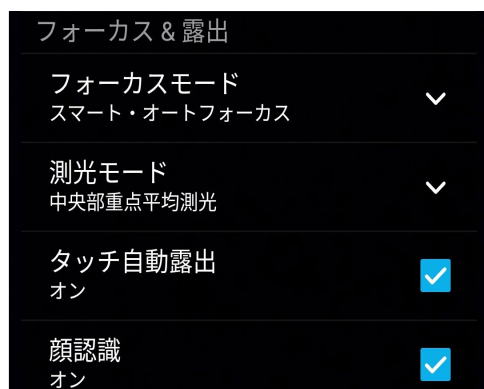 フォーカス & 露出
フォーカスモード
スマート・オートフォーカス
測光モード
中央部重点平均測光
タッチ自動露出
オン
顔認識
オン